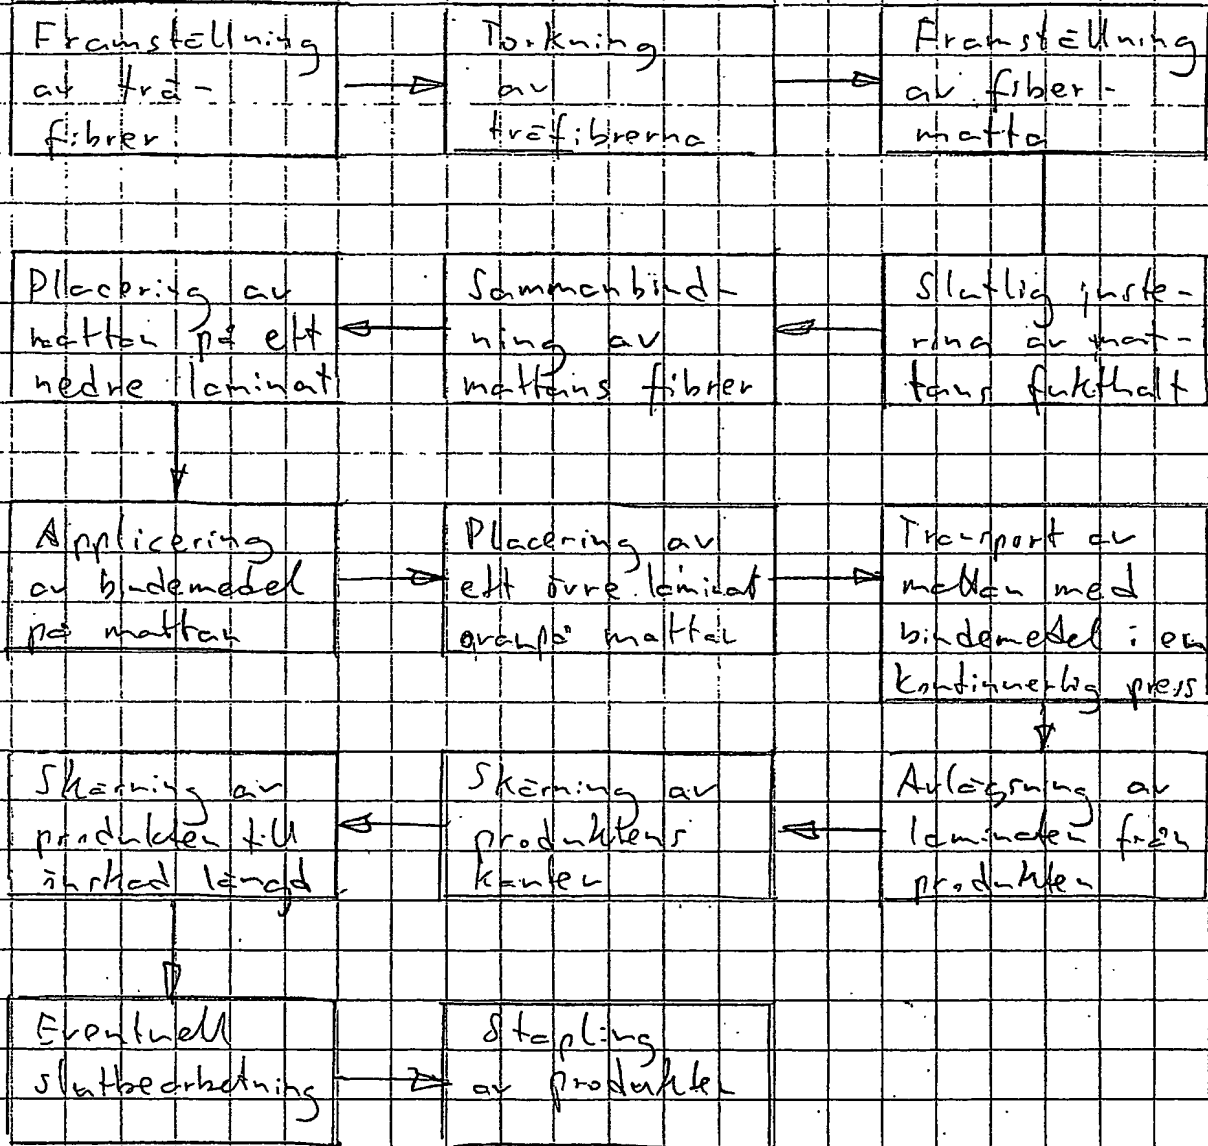 Framställning
av trä-
fibrer
Torkning
av
träfibrerna
Framställning
av fiber-
matta
Slutlig juste-
ring av mat-
tans fukthalt
Sammanbind-
ning av
mattans fibrer
Placering av
mattan på ett
nedre laminat
Applicering
av bindemedel
på mattan
Placering av
ett övre laminat
ovanpå mattan
Transport av
mattan med
bindemedel i en
kontinuerlig press
Avlägsning av
laminaten från
produkten
Skärning av
produktens
kanter
Skärning av
produkten till
önskad längd
Eventuell
slutbearbetning
Stapling
av produkten